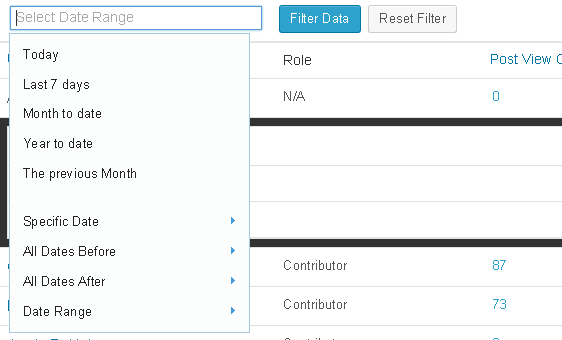 Select Date Range
Filter Data
Reset Filter
Today
Last 7 days
Month to date
Year to date
The previous Month
Specific Date
All Dates Before
All Dates After
Date Range
Role
Post View
N/A
0
Contributor
87
Contributor
73